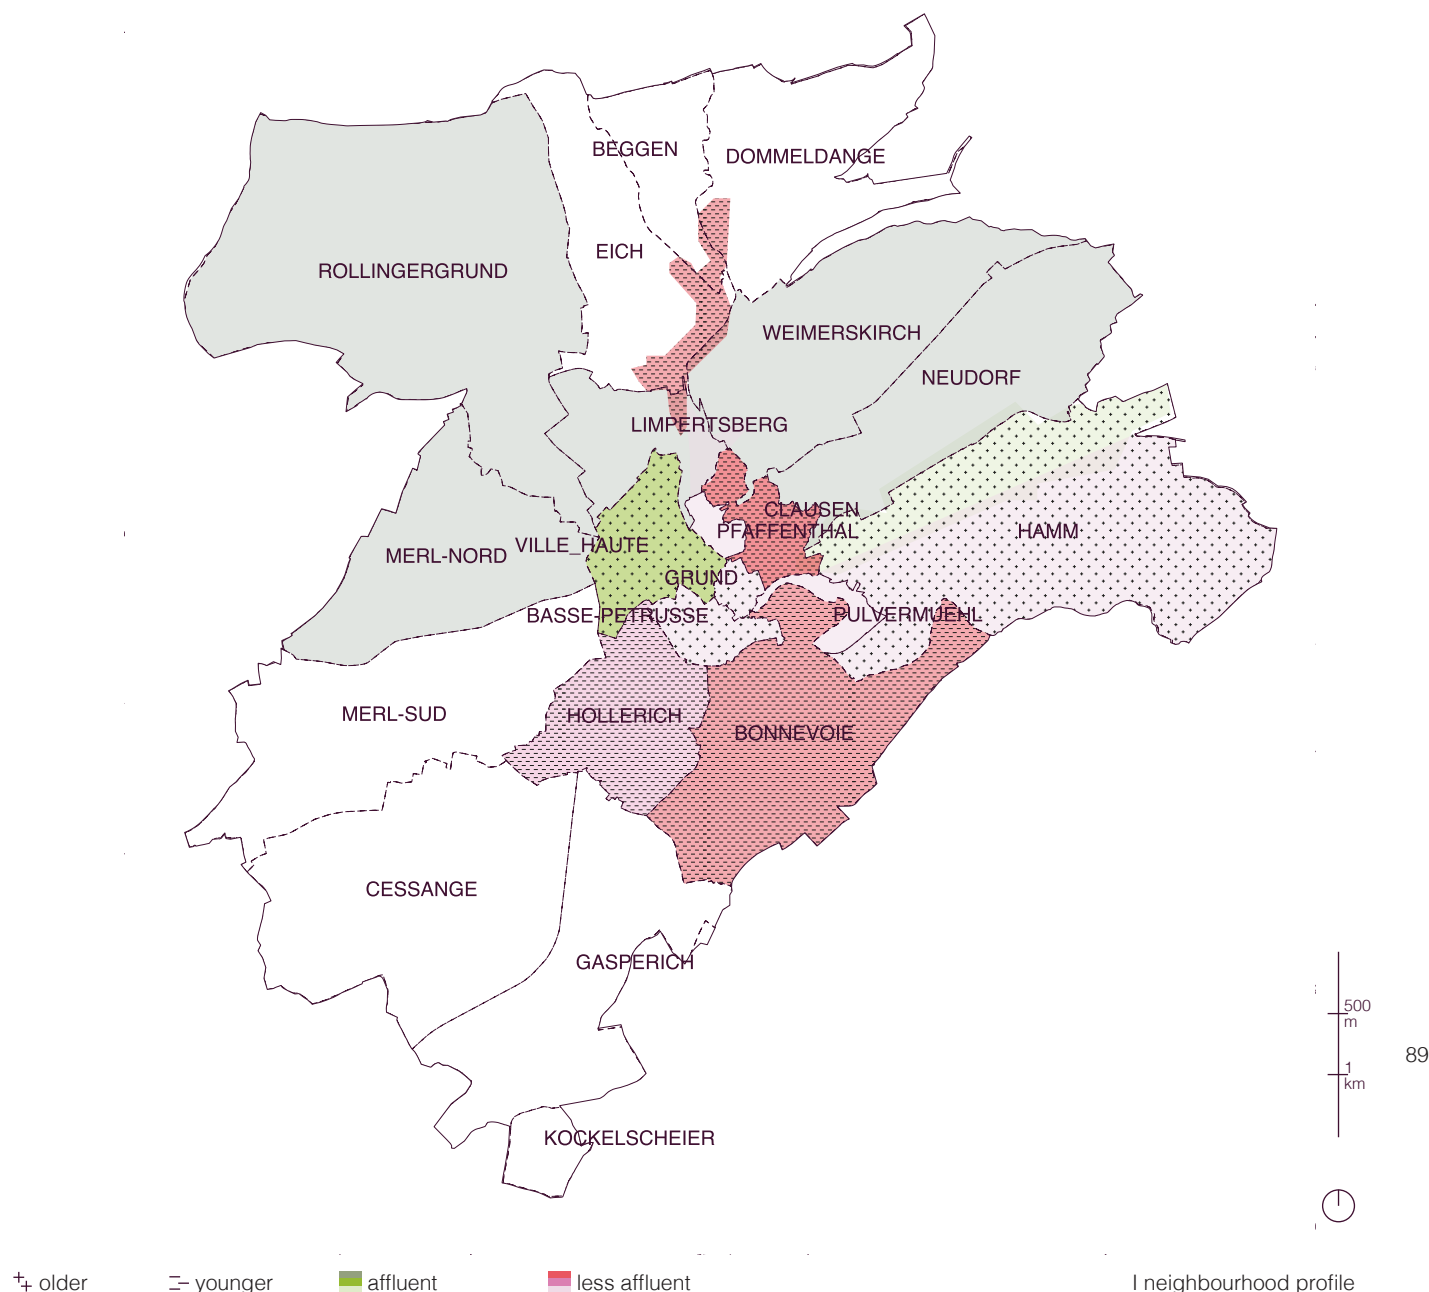 BEGGEN
DOMMELDANGE
EICH
ROLLINGERGRUND
WEIMERSKIRCH
NEUDORF
LIMPERTSBERG
CLAUSEN
PFAFFENTHAL
HAMM
VILLE_HAUTE
MERL-NORD
GRUND
BASSE-PETRUSSE
PULVERMUEHL
MERL-SUD
HOLLERICH
BONNEVOIE
CESSANGE
GASPERICH
500
m
89
1
km
KOCKELSCHEIER
older
younger
affluent
less affluent
I neighbourhood profile